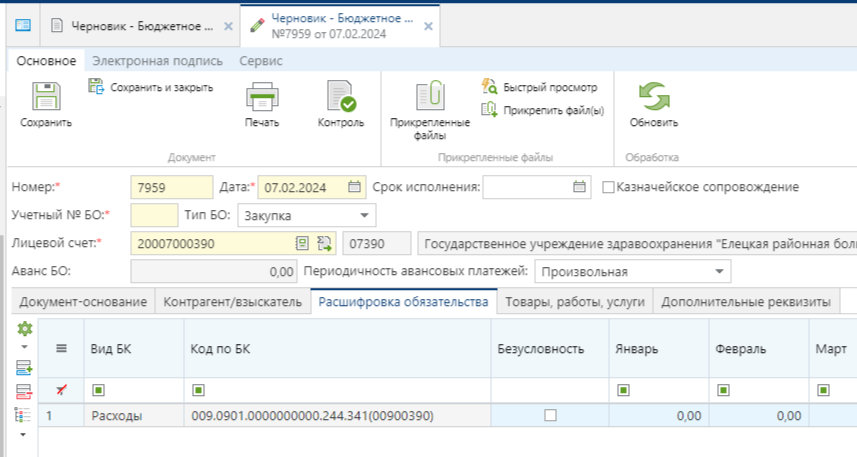 Черновик - Бюджетное ...
Черновик - Бюджетное ...
№7959 от 07.02.2024
Основное Электронная подпись Сервис
Сохранить
Сохранить и закрыть
Печать
Контроль
Прикрепленные файлы
Быстрый просмотр
Прикрепить файл(ы)
Обновить
Документ Прикрепленные файлы Обработка
Номер:* 7959 Дата:* 07.02.2024 Срок исполнения: Казначейское сопровождение
Учетный № БО:* Тип БО: Закупка
Лицевой счет:* 20007000390 07390 Государственное учреждение здравоохранения "Елецкая районная бол
Аванс БО: 0,00 Периодичность авансовых платежей: Произвольная
Документ-основание Контрагент/взыскатель Расшифровка обязательства Товары, работы, услуги Дополнительные реквизиты
Вид БК Код по БК Безусловность Январь Февраль Март
1 Расходы 009.0901.0000000000.244.341(00900390) 0,00 0,00